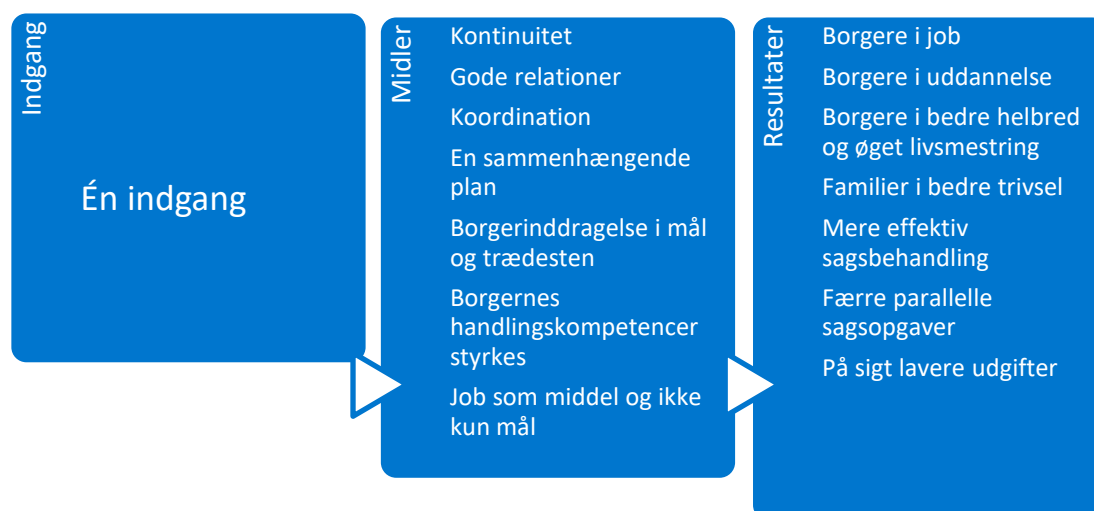 Indgang
Én indgang
Midler
Kontinuitet
Gode relationer
Koordination
En sammenhængende
plan
Borgerinddragelse i mål
og trædesten
Borgernes
handlingskompetencer
styrkes
Job som middel og ikke
kun mål
Resultater
Borgere i job
Borgere i uddannelse
Borgere i bedre helbred
og øget livsmestring
Familier i bedre trivsel
Mere effektiv
sagsbehandling
Færre parallelle
sagsopgaver
På sigt lavere udgifter